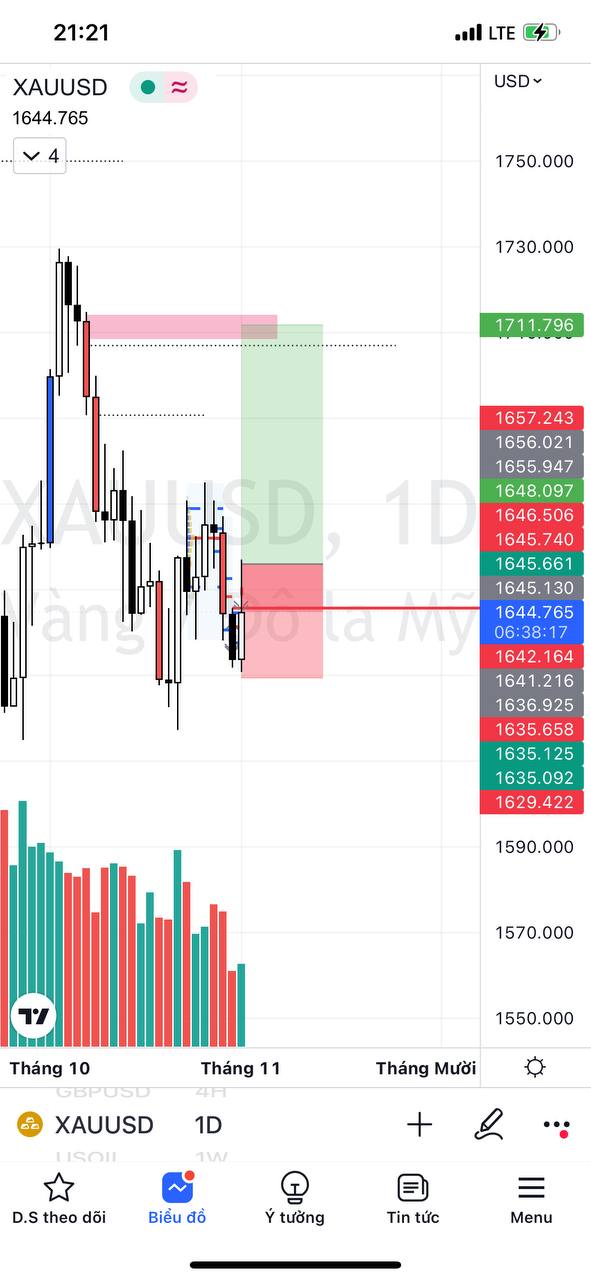 21:21
LTE
XAUUSD
1644.765
4
USD
1750.000
1730.000
1711.796
1657.243
1656.021
1655.947
1648.097
1646.506
1645.740
1645.661
1645.130
1644.765
06:38:17
1642.164
1641.216
1636.925
1635.658
1635.125
1635.092
1629.422
1590.000
1570.000
1550.000
XAUUSD, 1D
Vàng / Đô la Mỹ
Tháng 10
Tháng 11
Tháng Mười
GBPUSD 4H
XAUUSD 1D
USOIL 1W
D.S theo dõi
Biểu đồ
Ý tưởng
Tin tức
Menu